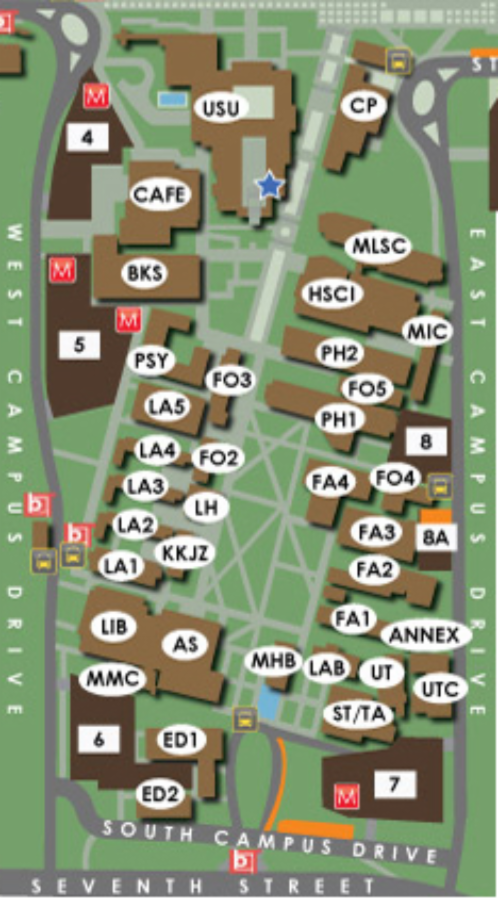 ST
USU
CP
M
4
CAFE
MLSC
BKS
M
HSCI
M
MIC
5
PSY
PH2
FO3
FO5
LA5
PH1
8
LA4
FO2
FA4
FO4
LA3
LH
b
LA2
FA3
8A
b
KKJZ
LA1
FA2
LIB
FA1
AS
ANNEX
MHB
LAB
UT
MMC
UTC
ST/TA
6
ED1
7
M
ED2
WEST CAMPUS DRIVE
EAST CAMPUS DRIVE
SOUTH CAMPUS DRIVE
b
SEVENTH STREET